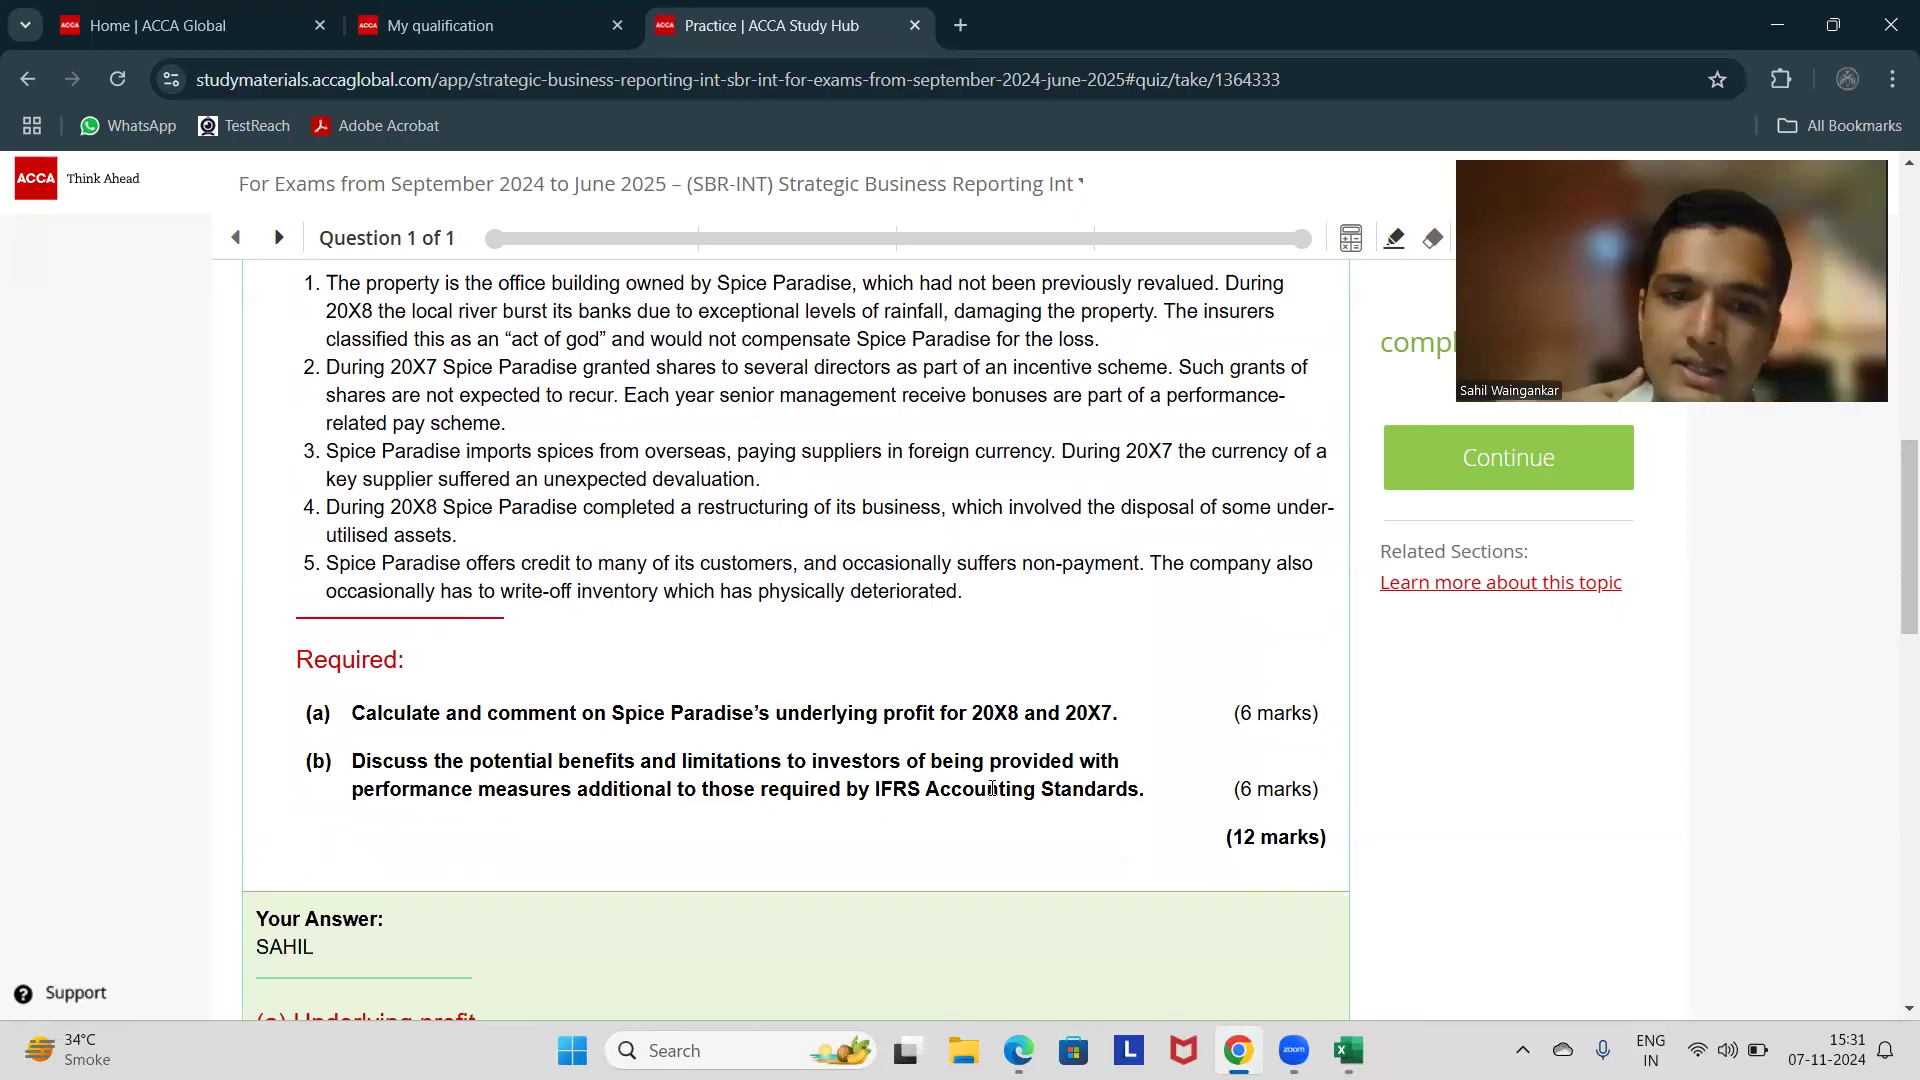 Home | ACCA Global
My qualification
Practice | ACCA Study Hub
studymaterials.accaglobal.com/app/strategic-business-reporting-int-sbr-int-for-exams-from-september-2024-june-2025#quiz/take/1364333
WhatsApp
TestReach
Adobe Acrobat
All Bookmarks
ACCA Think Ahead
For Exams from September 2024 to June 2025 – (SBR-INT) Strategic Business Reporting Int
Question 1 of 1
1. The property is the office building owned by Spice Paradise, which had not been previously revalued. During
20X8 the local river burst its banks due to exceptional levels of rainfall, damaging the property. The insurers
classified this as an “act of god” and would not compensate Spice Paradise for the loss.
2. During 20X7 Spice Paradise granted shares to several directors as part of an incentive scheme. Such grants of
shares are not expected to recur. Each year senior management receive bonuses are part of a performance-
related pay scheme.
3. Spice Paradise imports spices from overseas, paying suppliers in foreign currency. During 20X7 the currency of a
key supplier suffered an unexpected devaluation.
4. During 20X8 Spice Paradise completed a restructuring of its business, which involved the disposal of some under-
utilised assets.
5. Spice Paradise offers credit to many of its customers, and occasionally suffers non-payment. The company also
occasionally has to write-off inventory which has physically deteriorated.
Required:
(a) Calculate and comment on Spice Paradise’s underlying profit for 20X8 and 20X7. (6 marks)
(b) Discuss the potential benefits and limitations to investors of being provided with
performance measures additional to those required by IFRS Accounting Standards. (6 marks)
(12 marks)
Your Answer:
SAHIL
(a) Underlying profit
Sahil Waingankar
Continue
Related Sections:
Learn more about this topic
Support
34°C
Smoke
Search
zoom
ENG
IN
15:31
07-11-2024